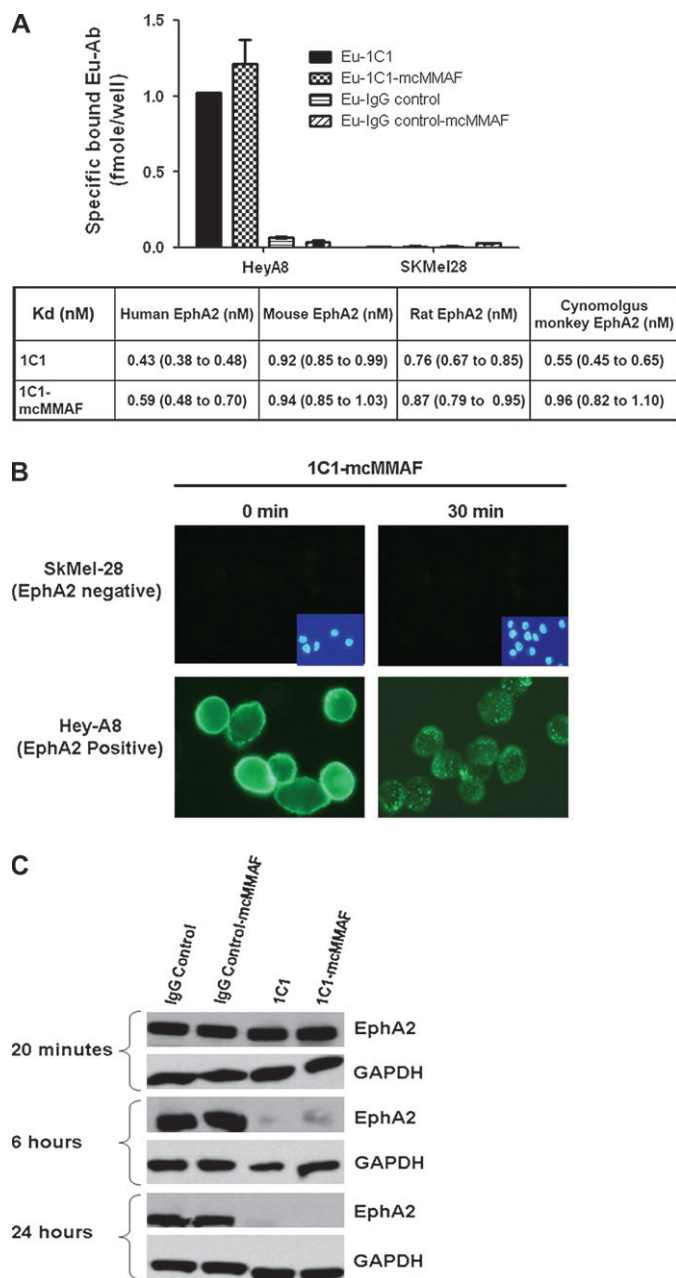 A
Specific bound Eu-Ab
(fmole/well)
1.5
1.0
0.5
0.0
Eu-1C1
Eu-1C1-mcMMAF
Eu-IgG control
Eu-IgG control-mcMMAF
HeyA8
SKMel28
Kd (nM)
Human EphA2 (nM)
Mouse EphA2 (nM)
Rat EphA2 (nM)
Cynomolgus
monkey EphA2 (nM)
1C1
0.43 (0.38 to 0.48)
0.92 (0.85 to 0.99)
0.76 (0.67 to 0.85)
0.55 (0.45 to 0.65)
1C1-
mcMMAF
0.59 (0.48 to 0.70)
0.94 (0.85 to 1.03)
0.87 (0.79 to 0.95)
0.96 (0.82 to 1.10)
B
1C1-mcMMAF
0 min
30 min
SkMel-28
(EphA2 negative)
Hey-A8
(EphA2 Positive)
C
IgG Control
IgG Control-mcMMAF
1C1
1C1-mcMMAF
20 minutes
EphA2
GAPDH
6 hours
EphA2
GAPDH
24 hours
EphA2
GAPDH